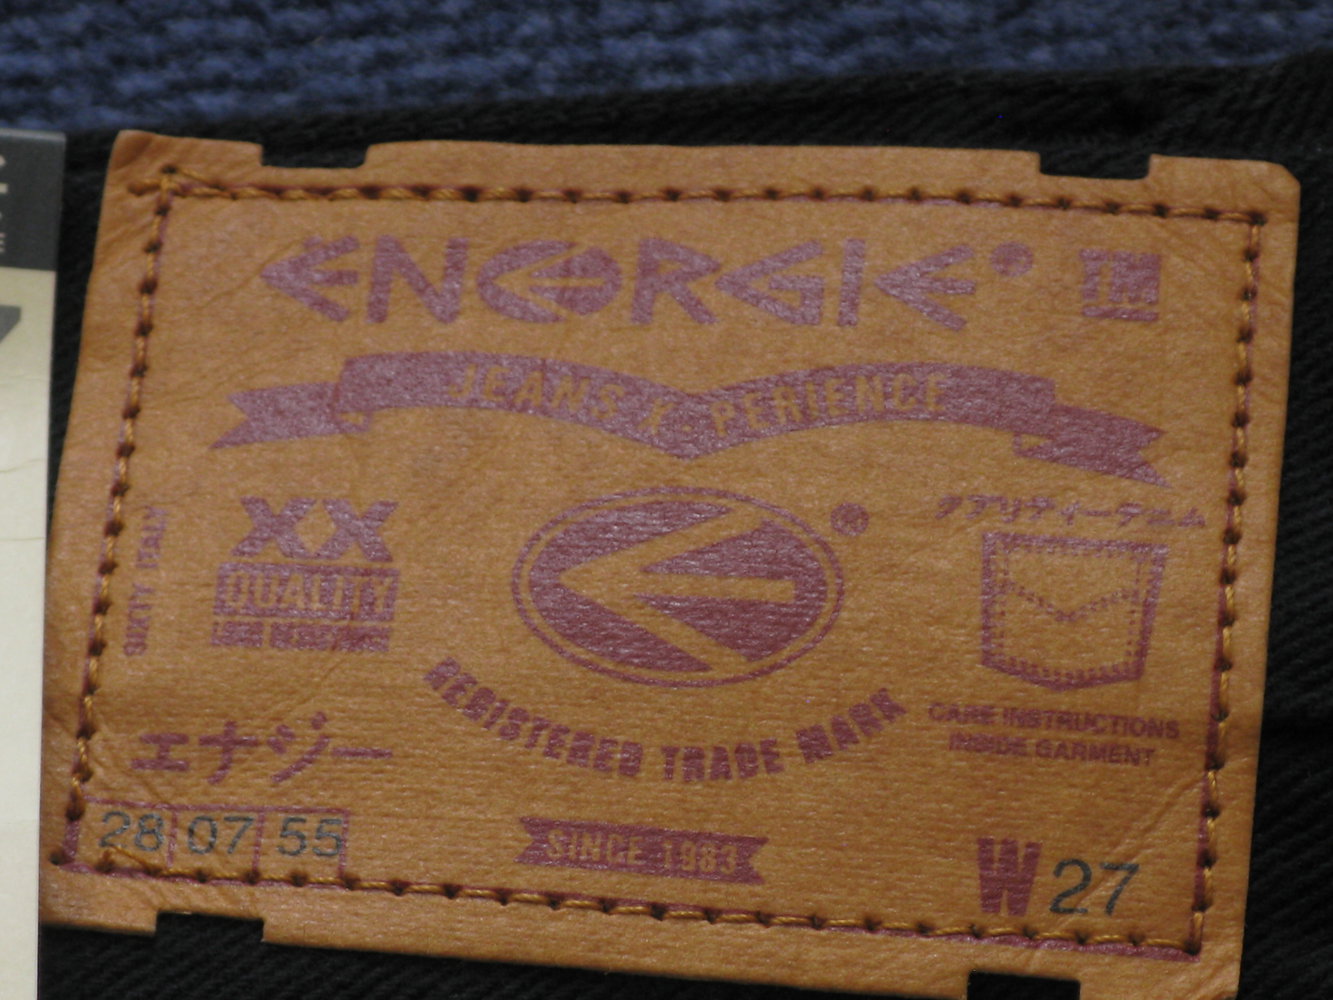 ENERGIE® TM
JEANS X-PERIENCE
SIXTY ITALY
XX
QUALITY
®
クアリティーデニム
REGISTERED TRADE MARK
CARE INSTRUCTIONS
INSIDE GARMENT
エナジー
28 07 55
SINCE 1983
W 27